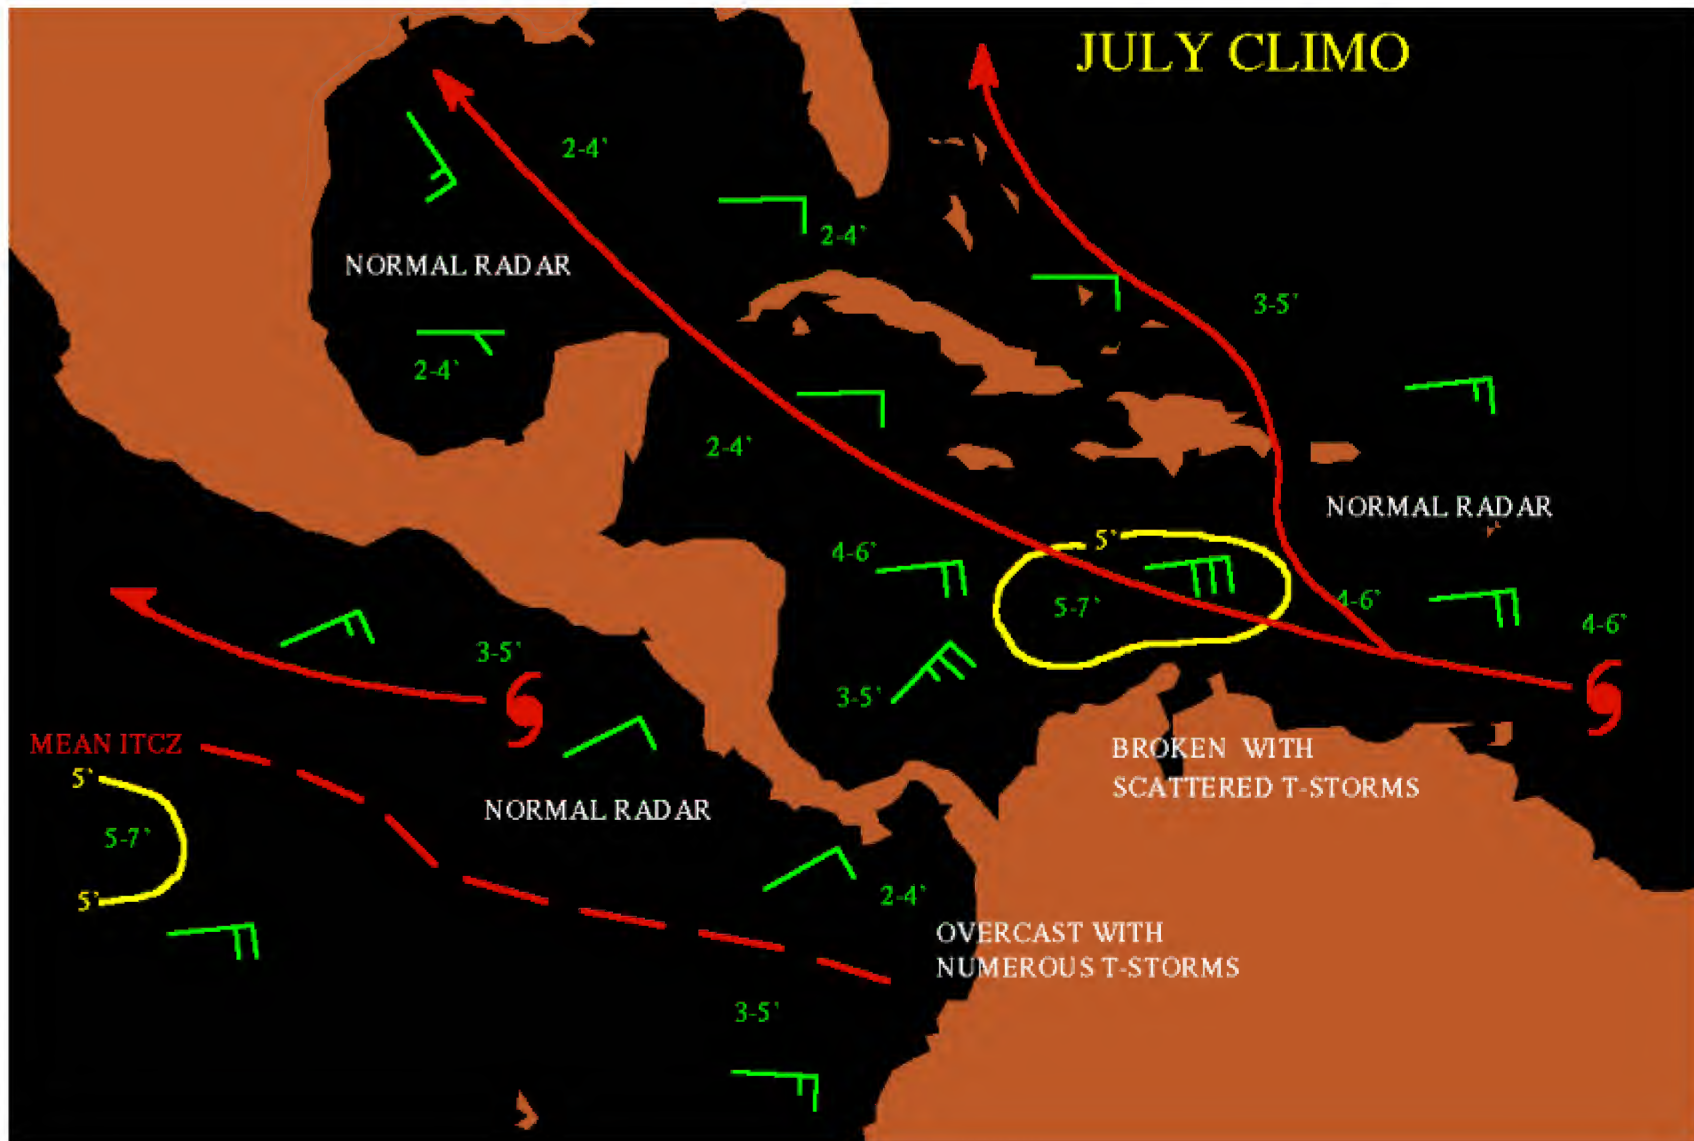 JULY CLIMO
2-4'
2-4'
NORMAL RADAR
3-5'
2-4'
2-4'
NORMAL RADAR
5'
4-6'
5-7'
4-6'
4-6'
3-5'
3-5'
MEAN ITCZ
BROKEN WITH
SCATTERED T-STORMS
5'
NORMAL RADAR
5-7'
5'
2-4'
OVERCAST WITH
NUMEROUS T-STORMS
3-5'